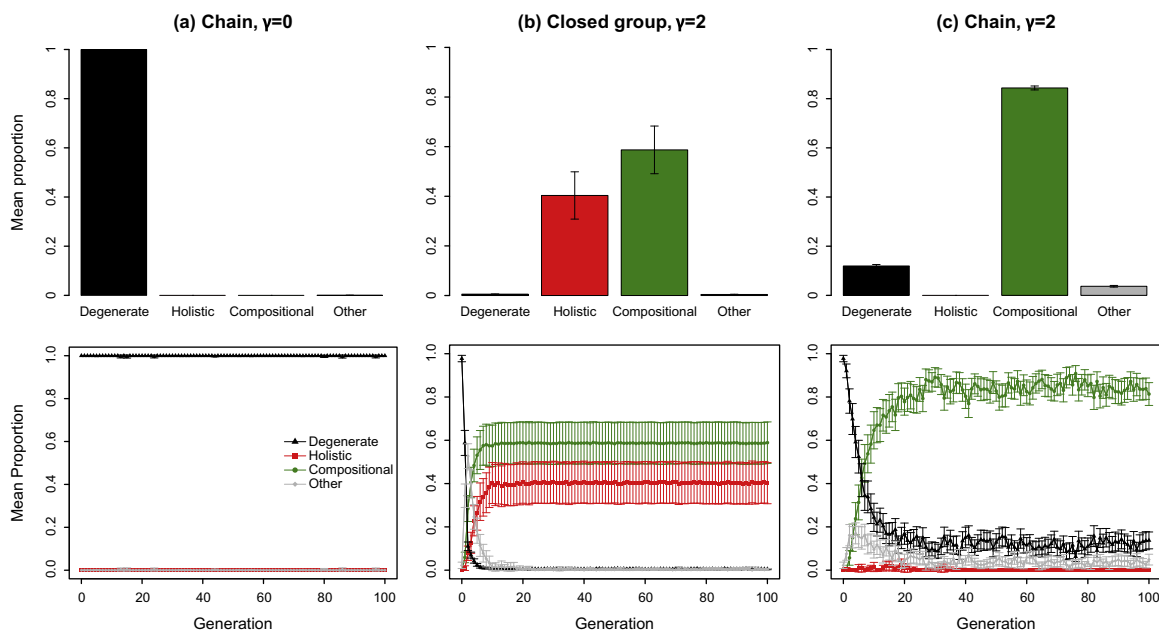 (a) Chain, γ=0
(b) Closed group, γ=2
(c) Chain, γ=2
Mean proportion
1
0.8
0.6
0.4
0.2
0
Degenerate Holistic Compositional Other
1
0.8
0.6
0.4
0.2
0
Degenerate Holistic Compositional Other
1
0.8
0.6
0.4
0.2
0
Degenerate Holistic Compositional Other
Mean Proportion
1.0
0.8
0.6
0.4
0.2
0.0
Degenerate
Holistic
Compositional
Other
0 20 40 60 80 100
Generation
1.0
0.8
0.6
0.4
0.2
0.0
0 20 40 60 80 100
Generation
1.0
0.8
0.6
0.4
0.2
0.0
0 20 40 60 80 100
Generation